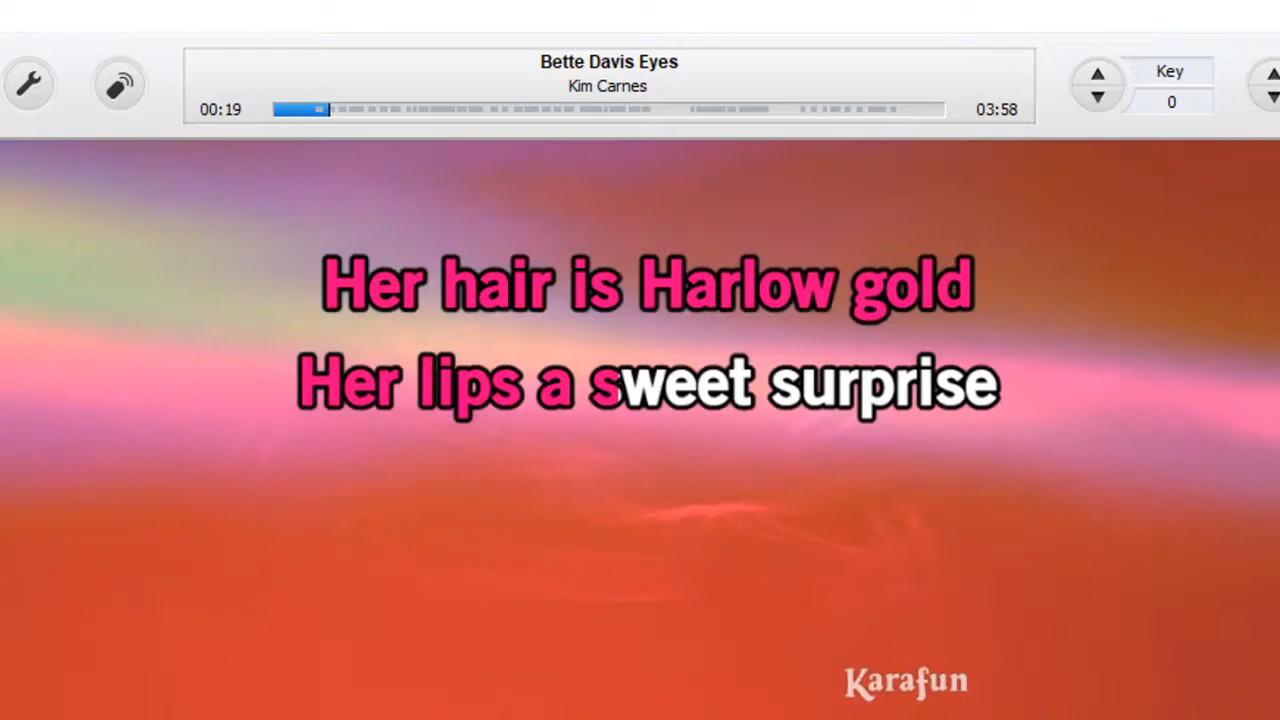 Bette Davis Eyes
Kim Carnes
00:19 03:58
Key
0
Her hair is Harlow gold
Her lips a sweet surprise
Karafun